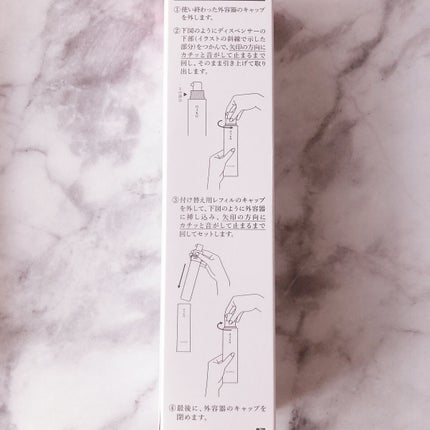 ①使い終わった外容器のキャップ
を外します。
②下図のようにディスペンサーの
下部（イラストの斜線で示した
部分）をつかんで、矢印の方向に
カチッと音がして止まるまで
回し、そのまま引き上げて取り
出します。
③付け替え用レフィルのキャップ
を外して、下図のように外容器
に挿し込み、矢印の方向に
カチッと音がして止まるまで
回してセットします。
④最後に、外容器のキャップを
閉めます。